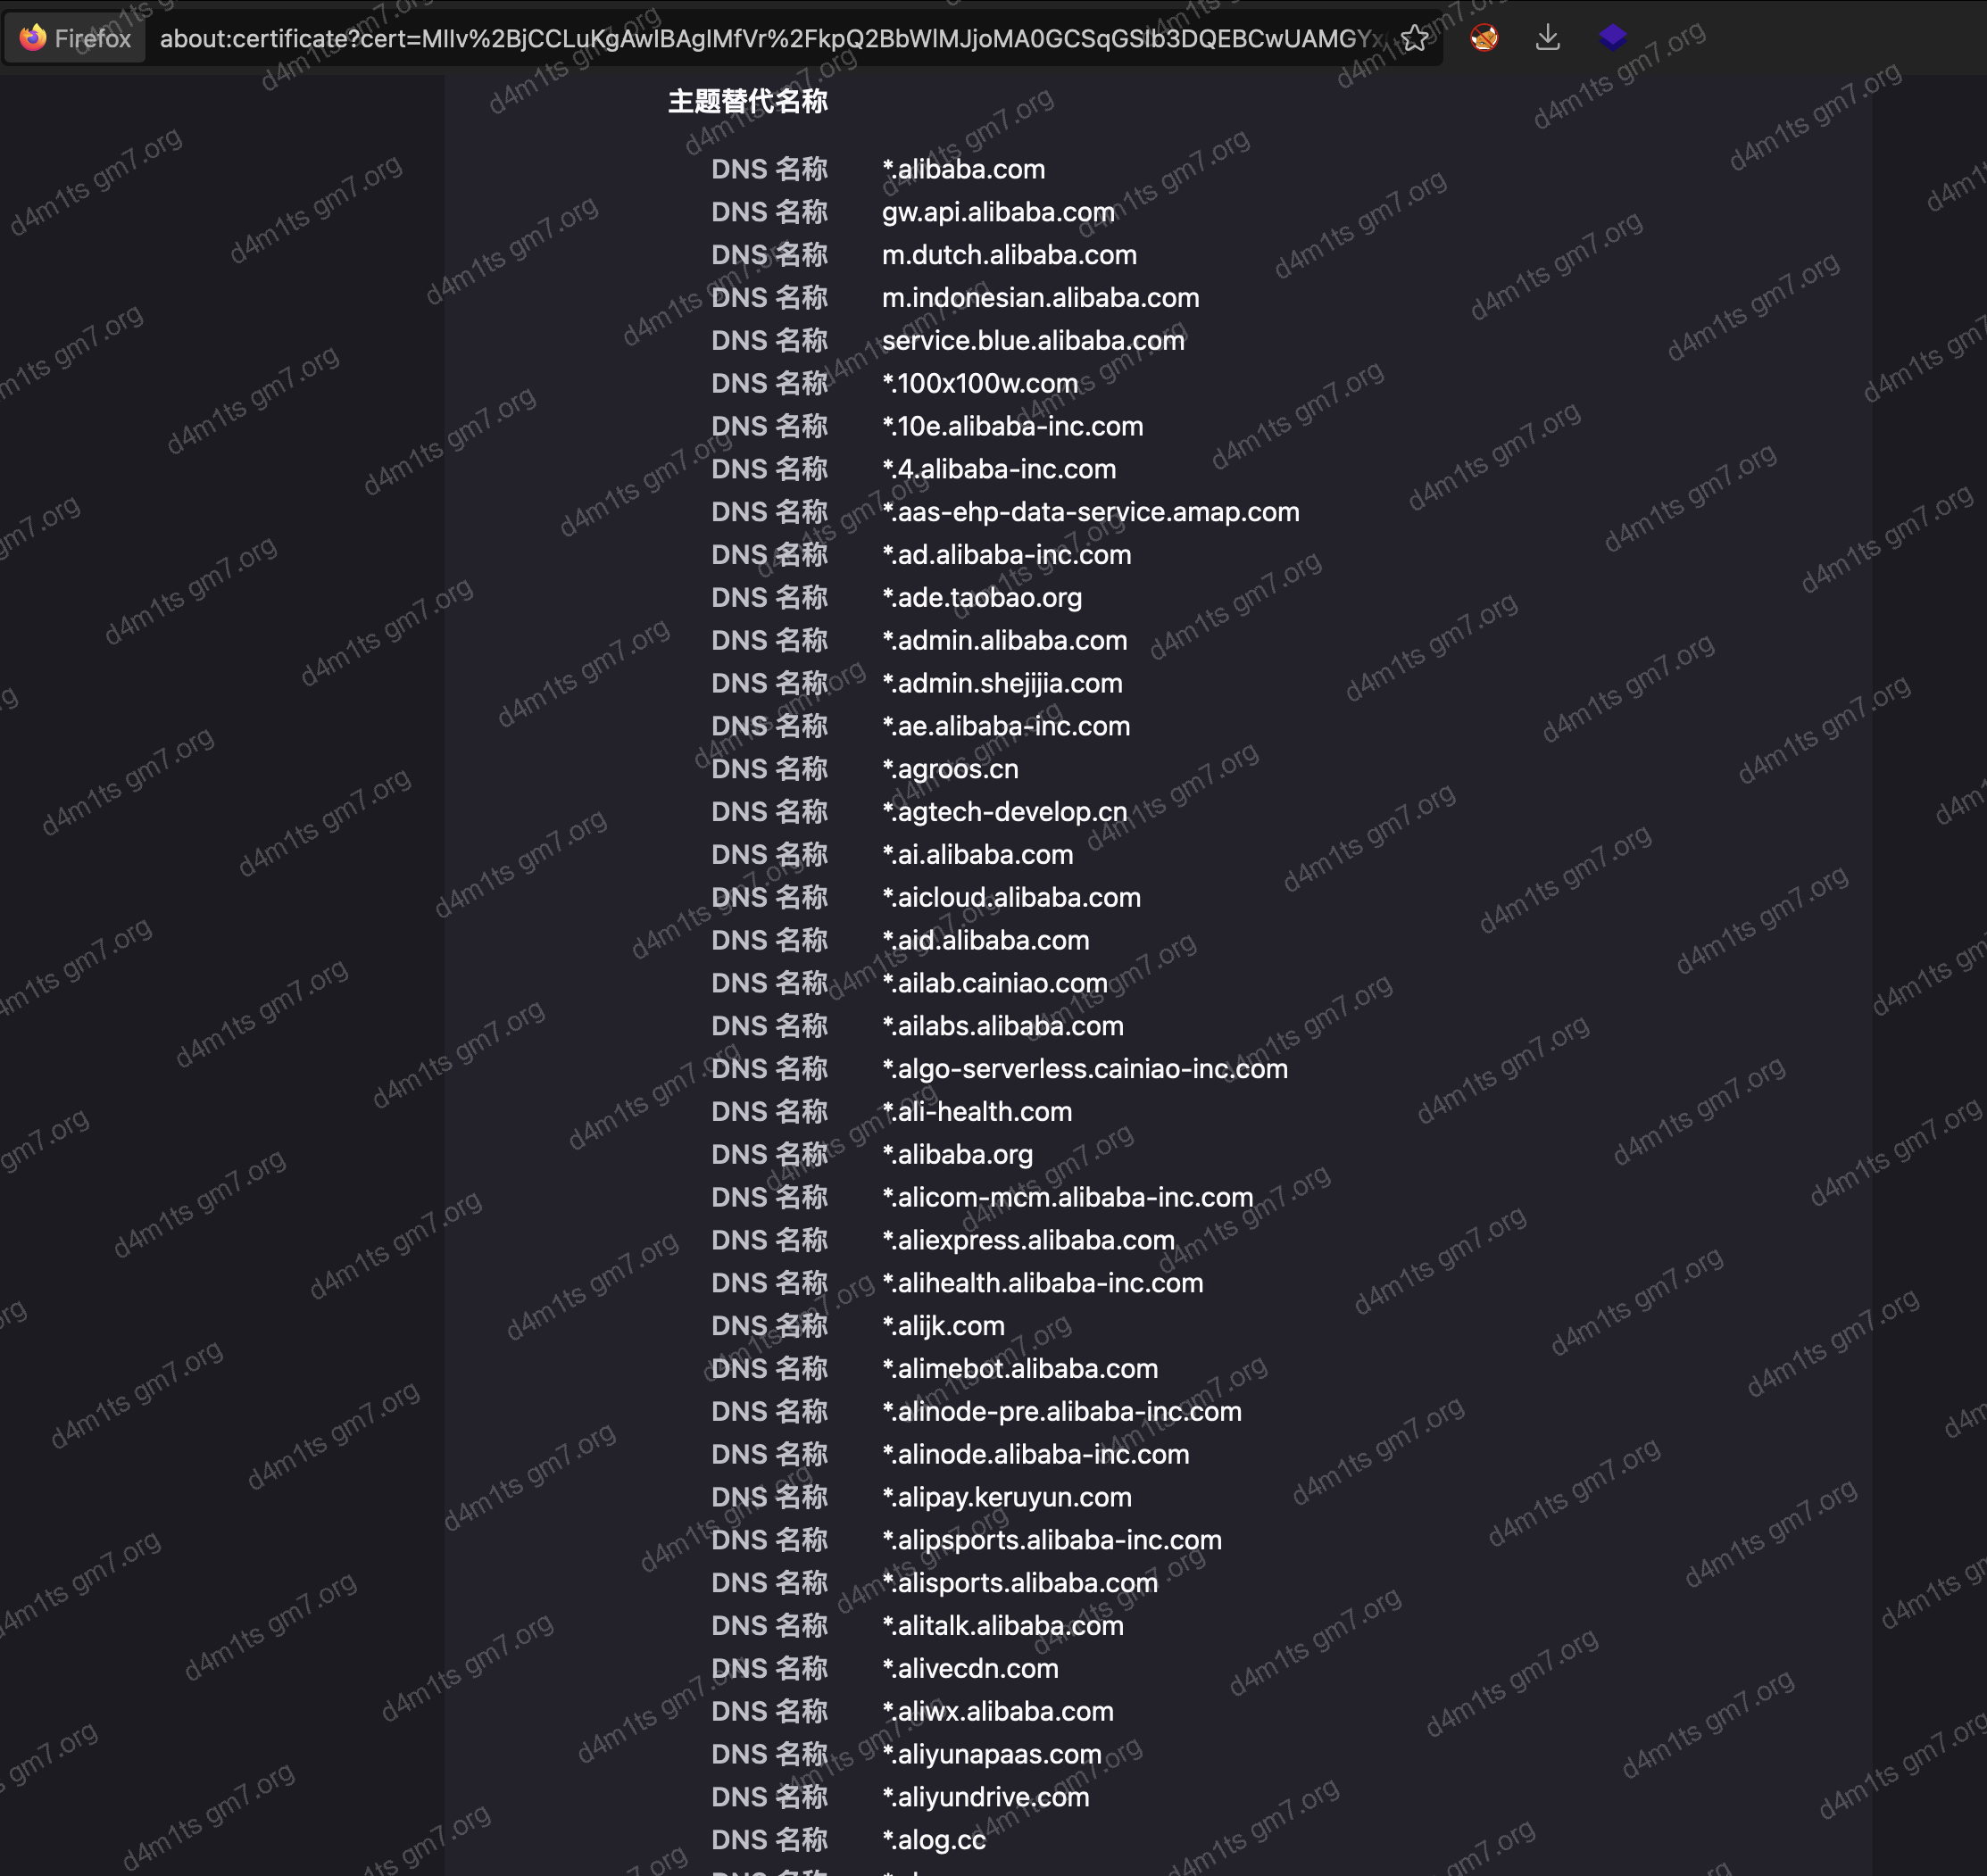 Firefox about:certificate?cert=MIIv%2BjCCLuKgAwIBAgIMfVr%2FkpQ2BbWIMJjoMA0GCSqGSIb3DQEBCwUAMGYx
主题替代名称
DNS 名称 *.alibaba.com
DNS 名称 gw.api.alibaba.com
DNS 名称 m.dutch.alibaba.com
DNS 名称 m.indonesian.alibaba.com
DNS 名称 service.blue.alibaba.com
DNS 名称 *.100x100w.com
DNS 名称 *.10e.alibaba-inc.com
DNS 名称 *.4.alibaba-inc.com
DNS 名称 *.aas-ehp-data-service.amap.com
DNS 名称 *.ad.alibaba-inc.com
DNS 名称 *.ade.taobao.org
DNS 名称 *.admin.alibaba.com
DNS 名称 *.admin.shejijia.com
DNS 名称 *.ae.alibaba-inc.com
DNS 名称 *.agroos.cn
DNS 名称 *.agtech-develop.cn
DNS 名称 *.ai.alibaba.com
DNS 名称 *.aicloud.alibaba.com
DNS 名称 *.aid.alibaba.com
DNS 名称 *.ailab.cainiao.com
DNS 名称 *.ailabs.alibaba.com
DNS 名称 *.algo-serverless.cainiao-inc.com
DNS 名称 *.ali-health.com
DNS 名称 *.alibaba.org
DNS 名称 *.alicom-mcm.alibaba-inc.com
DNS 名称 *.aliexpress.alibaba.com
DNS 名称 *.alihealth.alibaba-inc.com
DNS 名称 *.alijk.com
DNS 名称 *.alimebot.alibaba.com
DNS 名称 *.alinode-pre.alibaba-inc.com
DNS 名称 *.alinode.alibaba-inc.com
DNS 名称 *.alipay.keruyun.com
DNS 名称 *.alipsports.alibaba-inc.com
DNS 名称 *.alisports.alibaba.com
DNS 名称 *.alitalk.alibaba.com
DNS 名称 *.alivecdn.com
DNS 名称 *.aliwx.alibaba.com
DNS 名称 *.aliyunapaas.com
DNS 名称 *.aliyundrive.com
DNS 名称 *.alog.cc
d4m1ts gm7.org